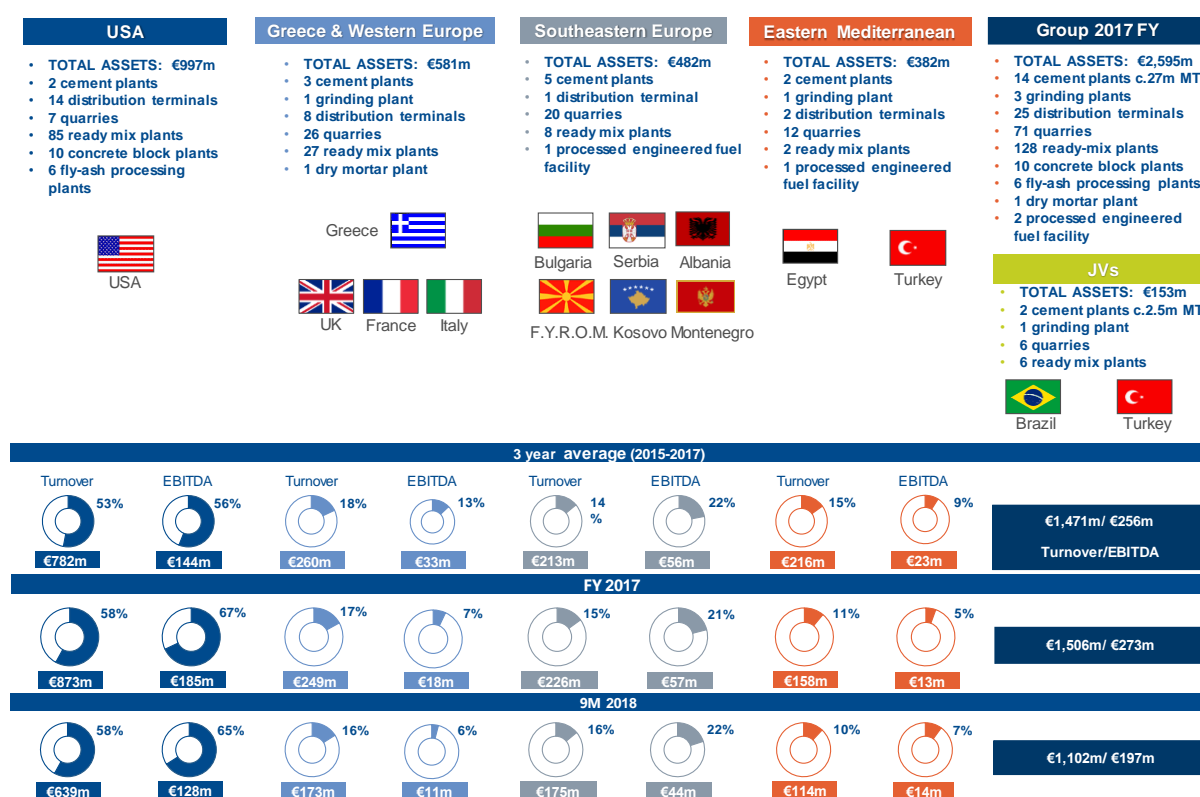 USA
• TOTAL ASSETS: €997m
• 2 cement plants
• 14 distribution terminals
• 7 quarries
• 85 ready mix plants
• 10 concrete block plants
• 6 fly-ash processing
plants
USA
Greece & Western Europe
• TOTAL ASSETS: €581m
• 3 cement plants
• 1 grinding plant
• 8 distribution terminals
• 26 quarries
• 27 ready mix plants
• 1 dry mortar plant
Greece
UK France Italy
Southeastern Europe
• TOTAL ASSETS: €482m
• 5 cement plants
• 1 distribution terminal
• 20 quarries
• 8 ready mix plants
• 1 processed engineered fuel
facility
Bulgaria Serbia Albania
F.Y.R.O.M. Kosovo Montenegro
Eastern Mediterranean
• TOTAL ASSETS: €382m
• 2 cement plants
• 1 grinding plant
• 2 distribution terminals
• 12 quarries
• 2 ready mix plants
• 1 processed engineered
fuel facility
Egypt Turkey
Group 2017 FY
• TOTAL ASSETS: €2,595m
• 14 cement plants c.27m MT
• 3 grinding plants
• 25 distribution terminals
• 71 quarries
• 128 ready-mix plants
• 10 concrete block plants
• 6 fly-ash processing plants
• 1 dry mortar plant
• 2 processed engineered
fuel facility
JVs
• TOTAL ASSETS: €153m
• 2 cement plants c.2.5m MT
• 1 grinding plant
• 6 quarries
• 6 ready mix plants
Brazil Turkey
3 year average (2015-2017)
Turnover EBITDA Turnover EBITDA Turnover EBITDA Turnover EBITDA
53% 56% 18% 13% 14 % 22% 15% 9%
€782m €144m €260m €33m €213m €56m €216m €23m
€1,471m/ €256m
Turnover/EBITDA
FY 2017
58% 67% 17% 7% 15% 21% 11% 5%
€873m €185m €249m €18m €226m €57m €158m €13m
€1,506m/ €273m
9M 2018
58% 65% 16% 6% 16% 22% 10% 7%
€639m €128m €173m €11m €175m €44m €114m €14m
€1,102m/ €197m